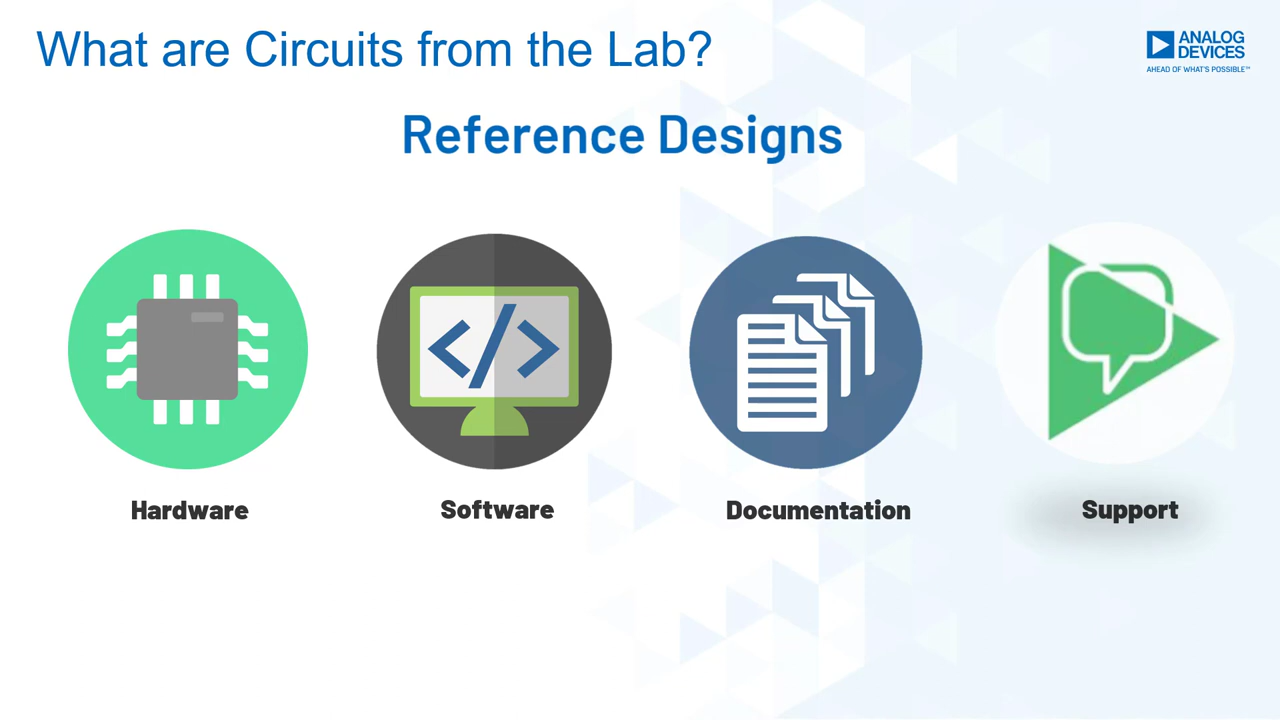 What are Circuits from the Lab?
ANALOG
DEVICES
AHEAD OF WHAT'S POSSIBLE™
Reference Designs
</>
Hardware
Software
Documentation
Support